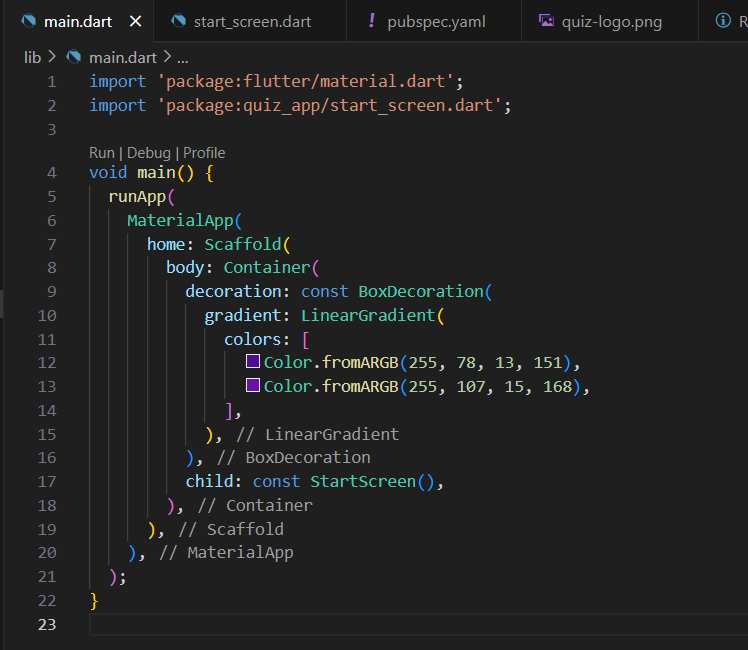 main.dart
start_screen.dart
! pubspec.yaml
quiz-logo.png
R
lib > main.dart > ...
1 import 'package:flutter/material.dart';
2 import 'package:quiz_app/start_screen.dart';
3
Run | Debug | Profile
4 void main() {
5   runApp(
6     MaterialApp(
7       home: Scaffold(
8         body: Container(
9           decoration: const BoxDecoration(
10             gradient: LinearGradient(
11               colors: [
12                 Color.fromARGB(255, 78, 13, 151),
13                 Color.fromARGB(255, 107, 15, 168),
14               ],
15             ), // LinearGradient
16           ), // BoxDecoration
17           child: const StartScreen(),
18         ), // Container
19       ), // Scaffold
20     ), // MaterialApp
21   );
22 }
23